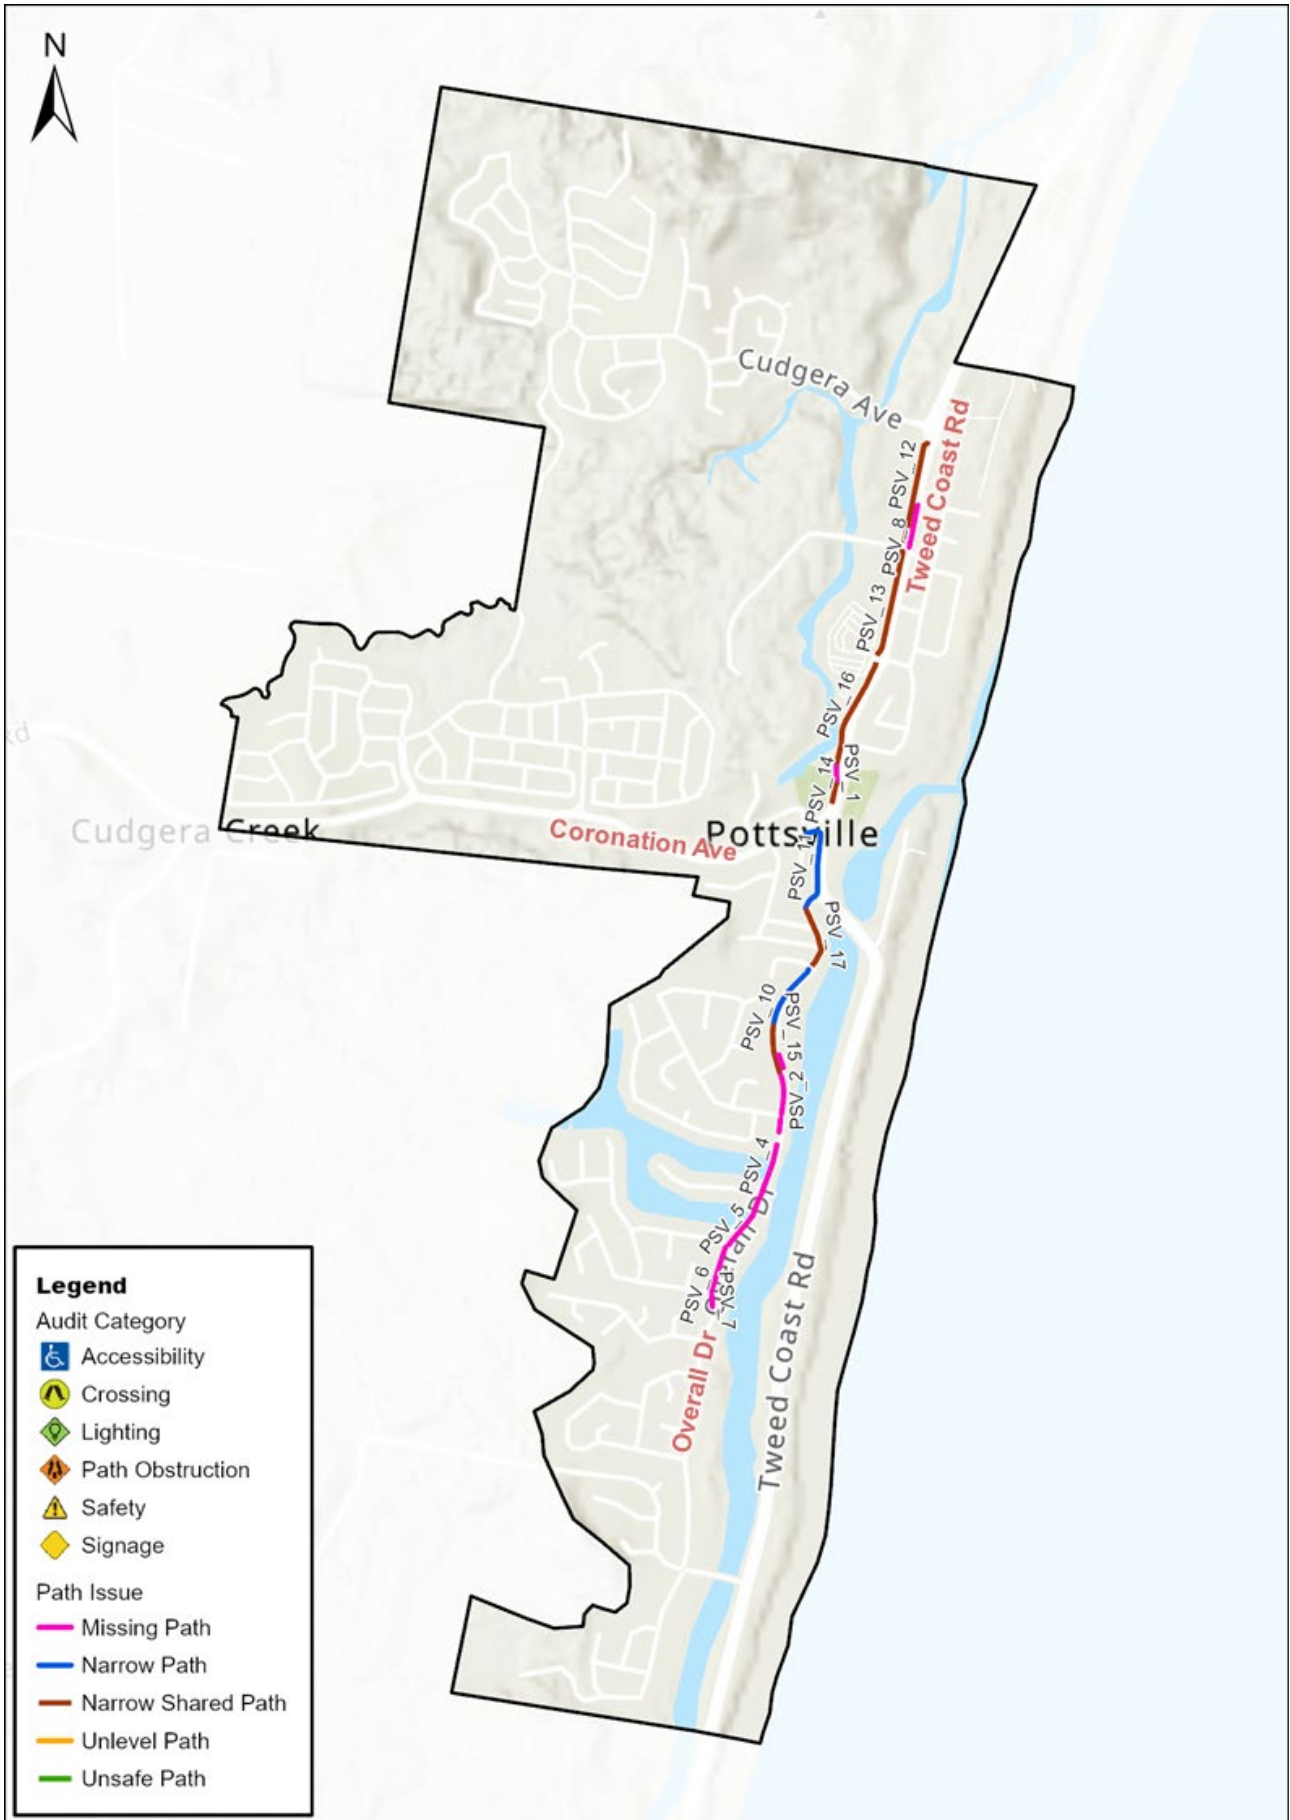 N
Cudgera Ave
Tweed Coast Rd
PSV_12
PSV_8
PSV_13
PSV_16
PSV_1
PSV_14
Cudgera Creek
Coronation Ave
Pottsville
PSV_11
PSV_17
PSV_10
PSV_15
PSV_2
PSV_4
PSV_5
PSV_6
PSV_7
Overall Dr
Tweed Coast Rd
Legend
Audit Category
Accessibility
Crossing
Lighting
Path Obstruction
Safety
Signage
Path Issue
Missing Path
Narrow Path
Narrow Shared Path
Unlevel Path
Unsafe Path